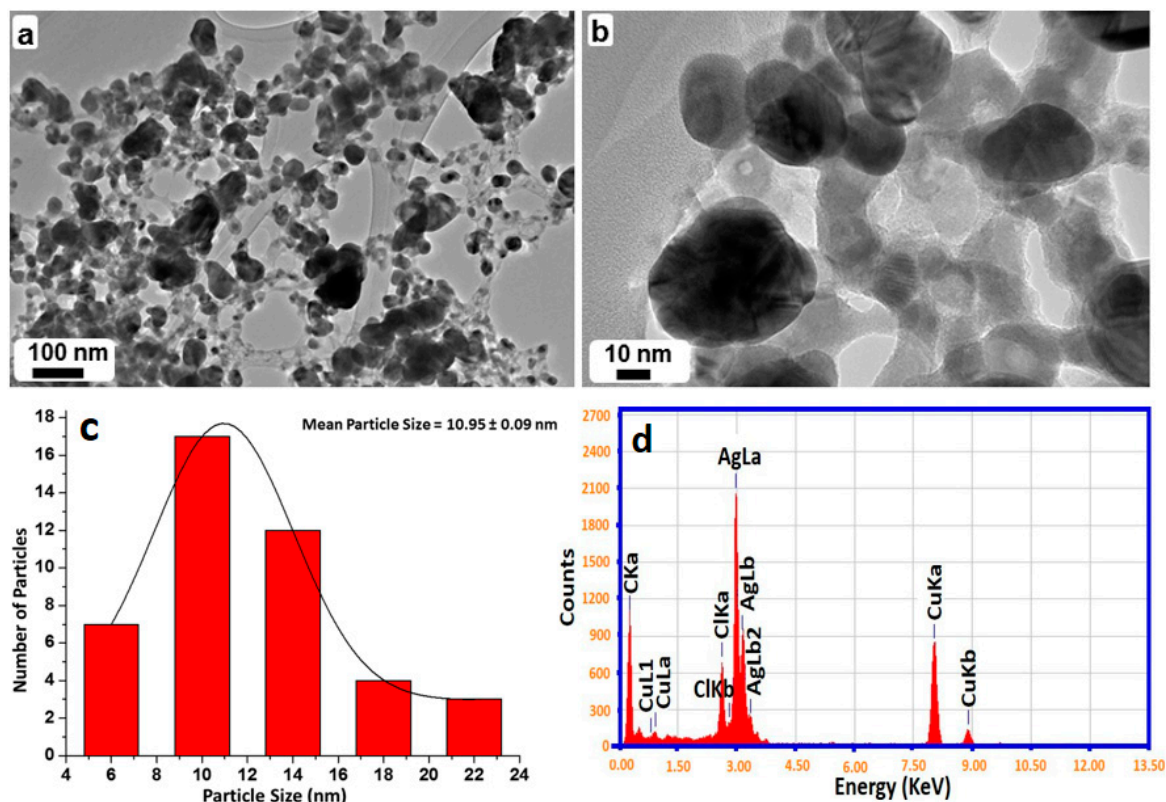 a
100 nm
b
10 nm
c
Mean Particle Size = 10.95 ± 0.09 nm
18
16
14
12
10
8
6
4
2
0
Number of Particles
4 6 8 10 12 14 16 18 20 22 24
Particle Size (nm)
d
2700
2400
2100
1800
1500
1200
900
600
300
0
Counts
CKa
CuL1
CuLa
ClKa
ClKb
AgLa
AgLb
AgLb2
CuKa
CuKb
0.00 1.50 3.00 4.50 6.00 7.50 9.00 10.50 12.00 13.50
Energy (KeV)